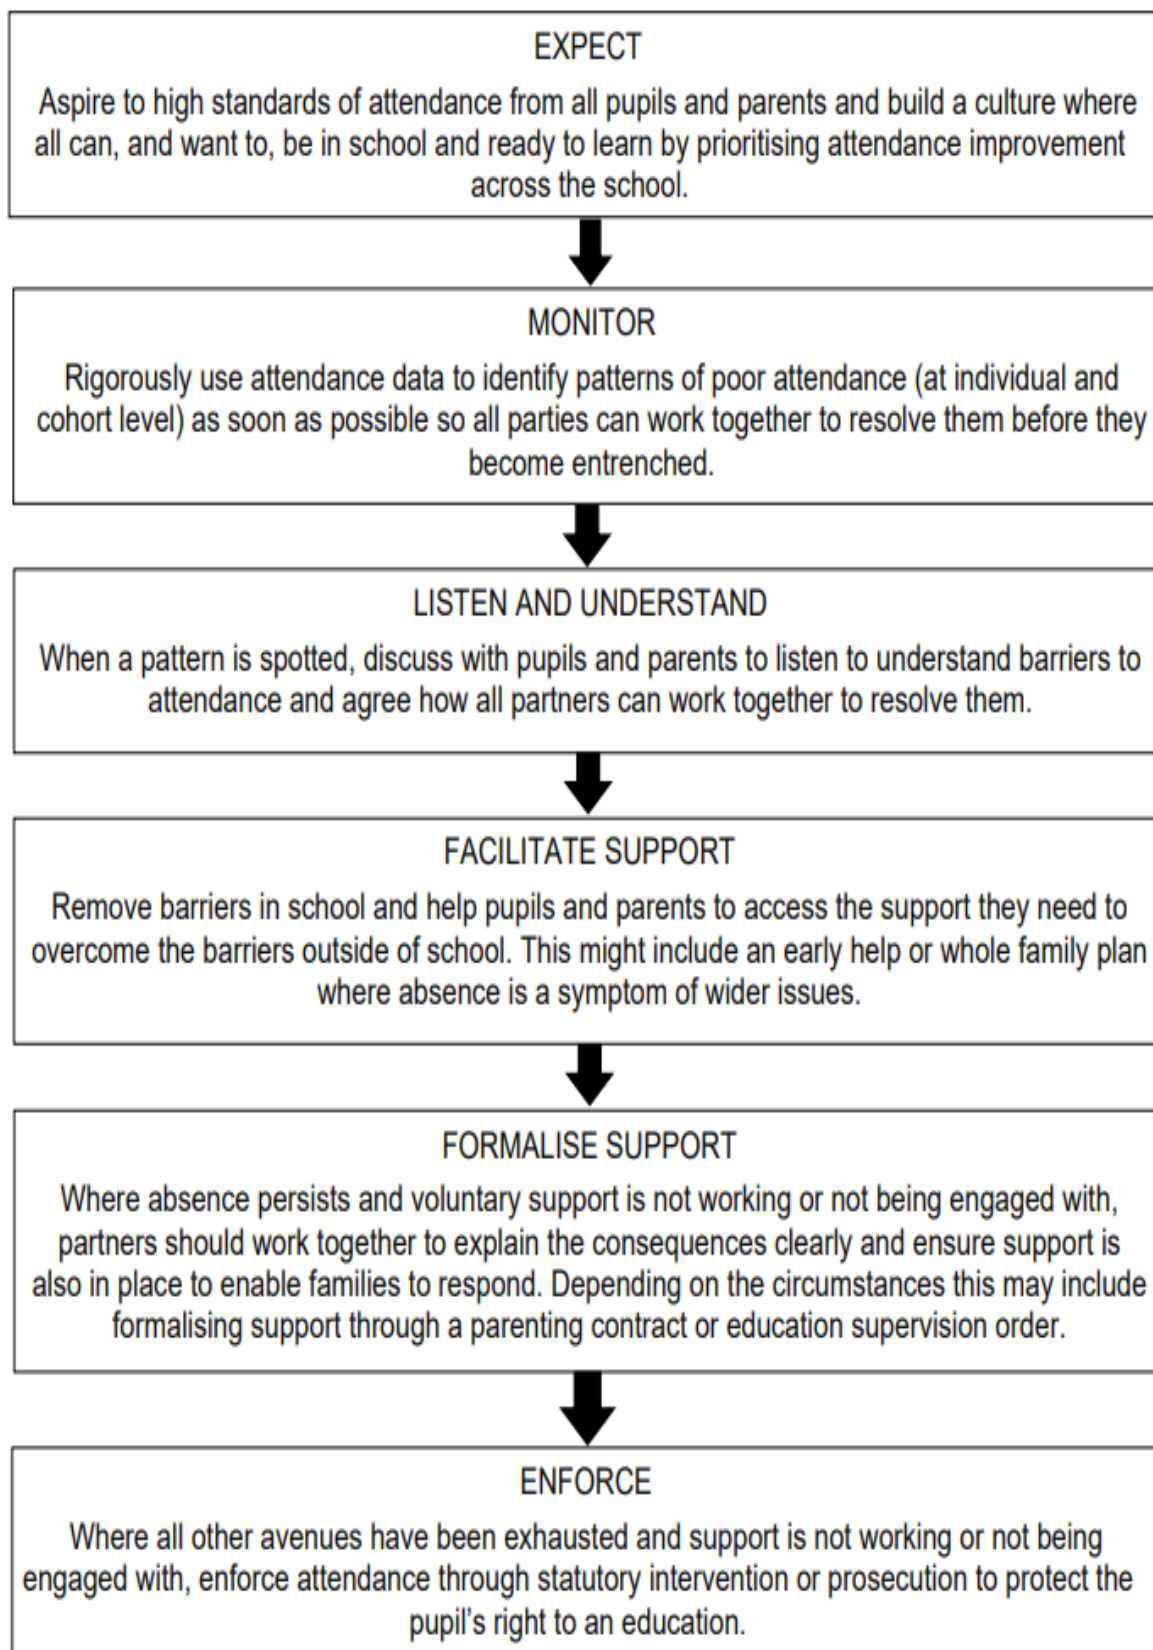 EXPECT
Aspire to high standards of attendance from all pupils and parents and build a culture where
all can, and want to, be in school and ready to learn by prioritising attendance improvement
across the school.
MONITOR
Rigorously use attendance data to identify patterns of poor attendance (at individual and
cohort level) as soon as possible so all parties can work together to resolve them before they
become entrenched.
LISTEN AND UNDERSTAND
When a pattern is spotted, discuss with pupils and parents to listen to understand barriers to
attendance and agree how all partners can work together to resolve them.
FACILITATE SUPPORT
Remove barriers in school and help pupils and parents to access the support they need to
overcome the barriers outside of school. This might include an early help or whole family plan
where absence is a symptom of wider issues.
FORMALISE SUPPORT
Where absence persists and voluntary support is not working or not being engaged with,
partners should work together to explain the consequences clearly and ensure support is
also in place to enable families to respond. Depending on the circumstances this may include
formalising support through a parenting contract or education supervision order.
ENFORCE
Where all other avenues have been exhausted and support is not working or not being
engaged with, enforce attendance through statutory intervention or prosecution to protect the
pupil’s right to an education.